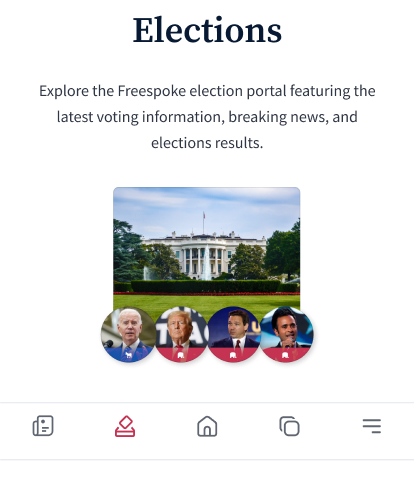 Elections
Explore the Freespoke election portal featuring the
latest voting information, breaking news, and
elections results.